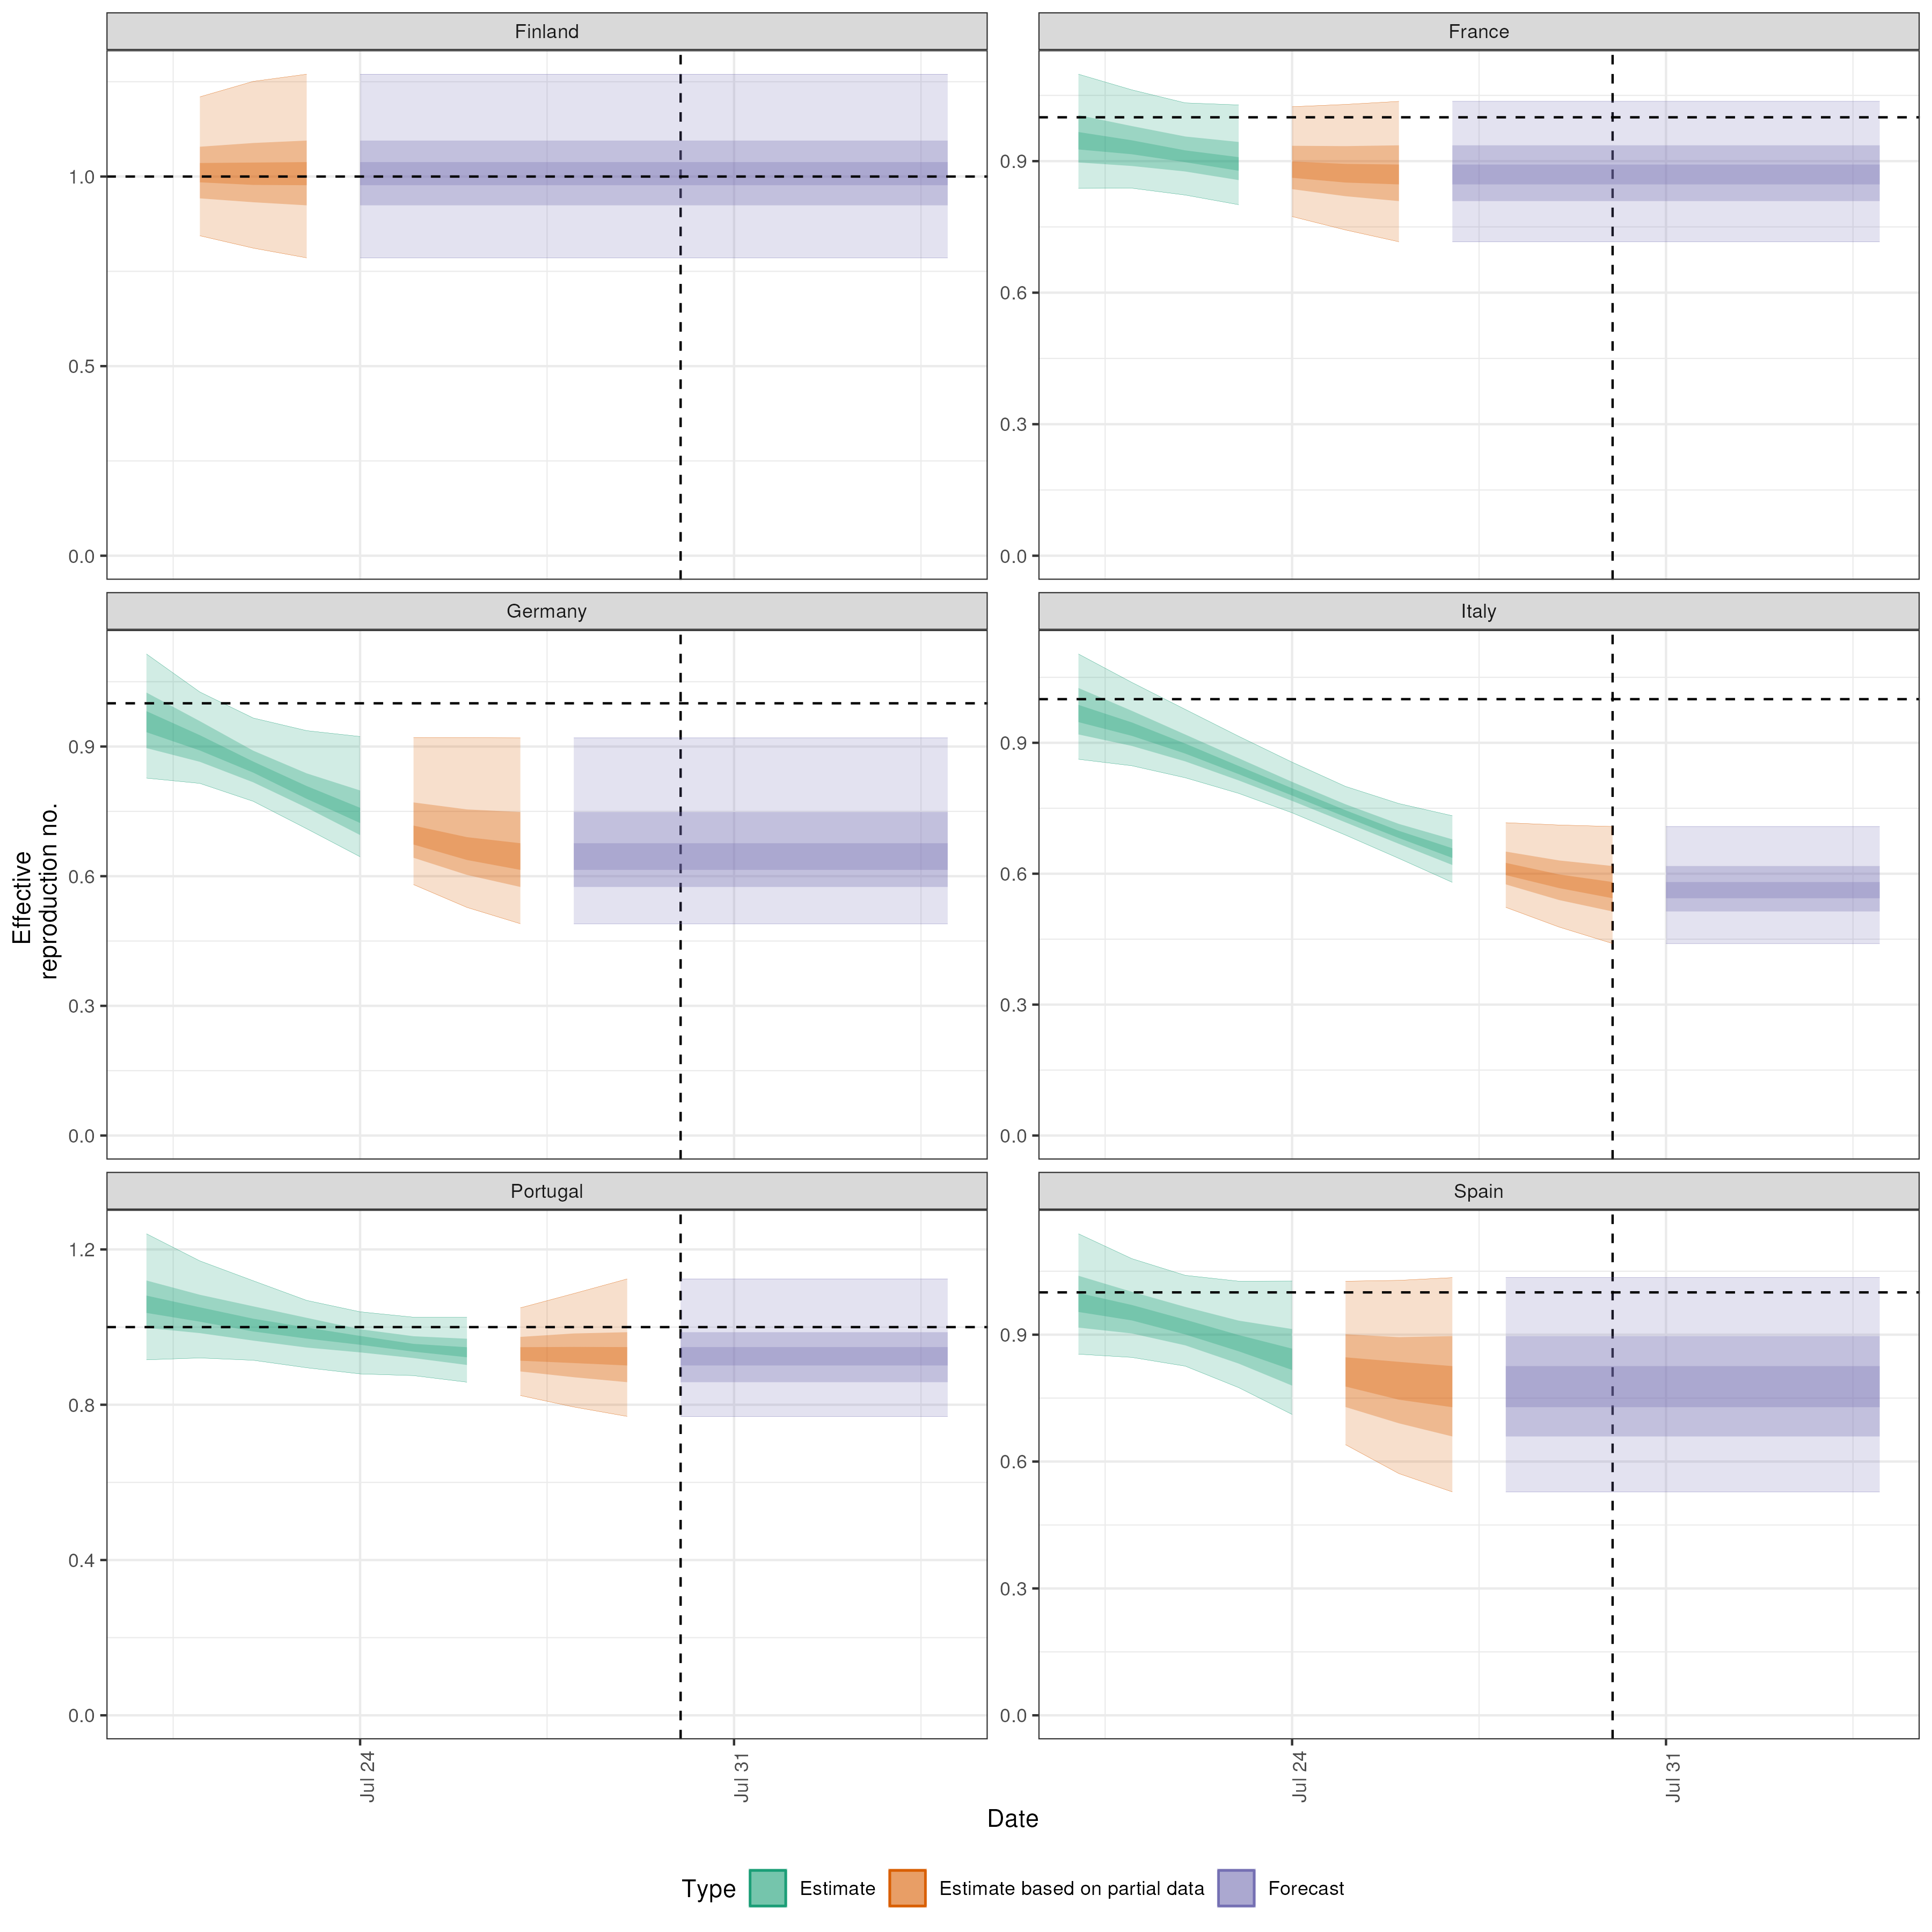 Finland
France
1.0
0.5
0.0
0.9
0.6
0.3
0.0
Germany
Italy
0.9
0.6
0.3
0.0
0.9
0.6
0.3
0.0
Portugal
Spain
1.2
0.8
0.4
0.0
0.9
0.6
0.3
0.0
Effective
reproduction no.
Jul 24
Jul 31
Jul 24
Jul 31
Date
Type
Estimate
Estimate based on partial data
Forecast